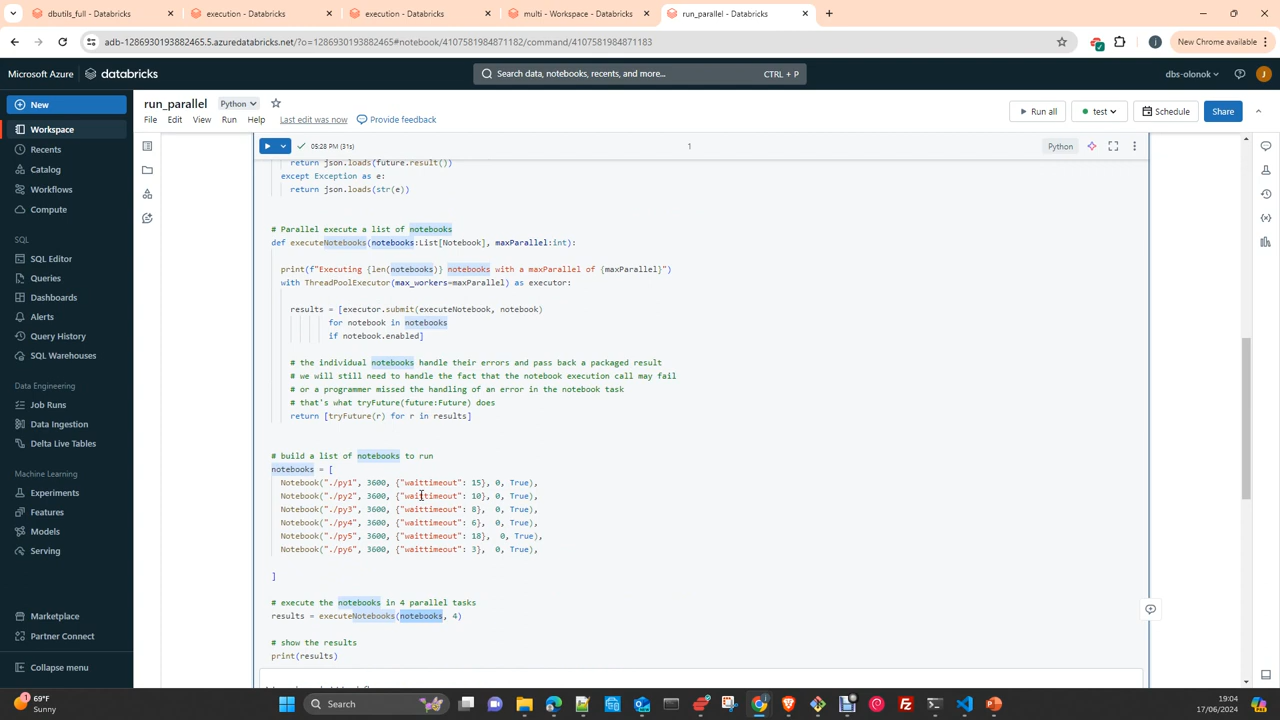 dbutils_full - Databricks
execution - Databricks
execution - Databricks
multi - Workspace - Databricks
run_parallel - Databricks
adb-1286930193882465.5.azuredatabricks.net/?o=1286930193882465#notebook/4107581984871182/command/4107581984871183
New Chrome available
Microsoft Azure
databricks
Search data, notebooks, recents, and more...
CTRL + P
dbs-olonok
J
New
Workspace
Recents
Catalog
Workflows
Compute
SQL
SQL Editor
Queries
Dashboards
Alerts
Query History
SQL Warehouses
Data Engineering
Job Runs
Data Ingestion
Delta Live Tables
Machine Learning
Experiments
Features
Models
Serving
Marketplace
Partner Connect
Collapse menu
run_parallel
Python
File
Edit
View
Run
Help
Last edit was now
Provide feedback
Run all
test
Schedule
Share
05:28 PM (31s)
1
Python
return json.loads(future.result())
except Exception as e:
return json.loads(str(e))
# Parallel execute a list of notebooks
def executeNotebooks(notebooks:List[Notebook], maxParallel:int):
print(f"Executing {len(notebooks)} notebooks with a maxParallel of {maxParallel}")
with ThreadPoolExecutor(max_workers=maxParallel) as executor:
results = [executor.submit(executeNotebook, notebook)
for notebook in notebooks
if notebook.enabled]
# the individual notebooks handle their errors and pass back a packaged result
# we will still need to handle the fact that the notebook execution call may fail
# or a programmer missed the handling of an error in the notebook task
# that's what tryFuture(future:Future) does
return [tryFuture(r) for r in results]
# build a list of notebooks to run
notebooks = [
Notebook("./py1", 3600, {"waittimeout": 15}, 0, True),
Notebook("./py2", 3600, {"waittimeout": 10}, 0, True),
Notebook("./py3", 3600, {"waittimeout": 8}, 0, True),
Notebook("./py4", 3600, {"waittimeout": 6}, 0, True),
Notebook("./py5", 3600, {"waittimeout": 18}, 0, True),
Notebook("./py6", 3600, {"waittimeout": 3}, 0, True),
]
# execute the notebooks in 4 parallel tasks
results = executeNotebooks(notebooks, 4)
# show the results
print(results)
69°F
Sunny
Search
19:04
17/06/2024